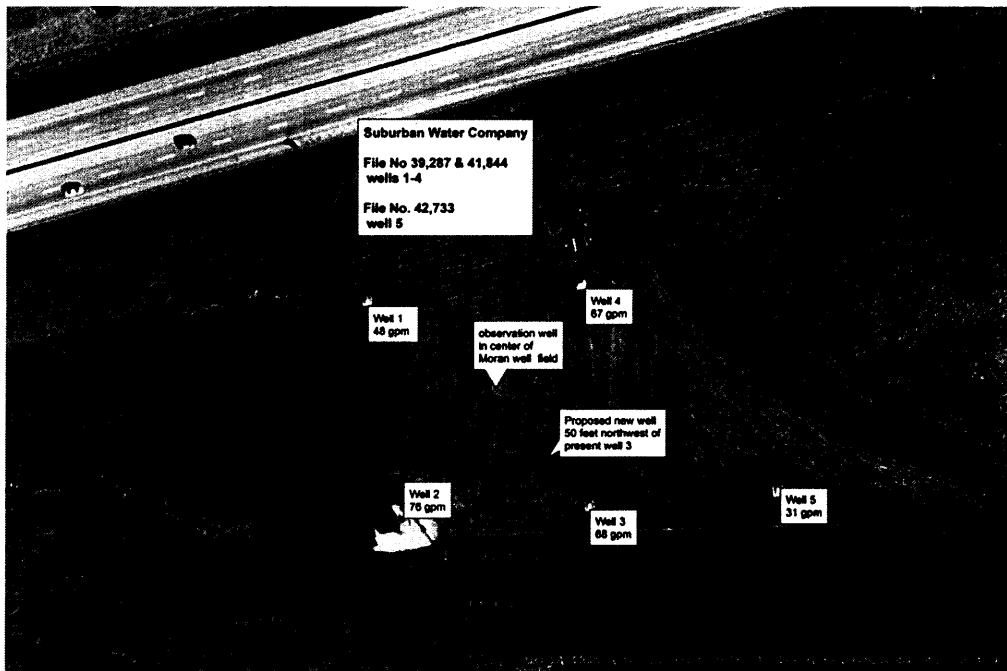 Suburban Water Company
File No 39,287 & 41,844
wells 1-4
File No. 42,733
well 5
Well 1
48 gpm
Well 4
67 gpm
observation well
in center of
Moran well field
Proposed new well
50 feet northwest of
present well 3
Well 2
76 gpm
Well 3
68 gpm
Well 5
31 gpm